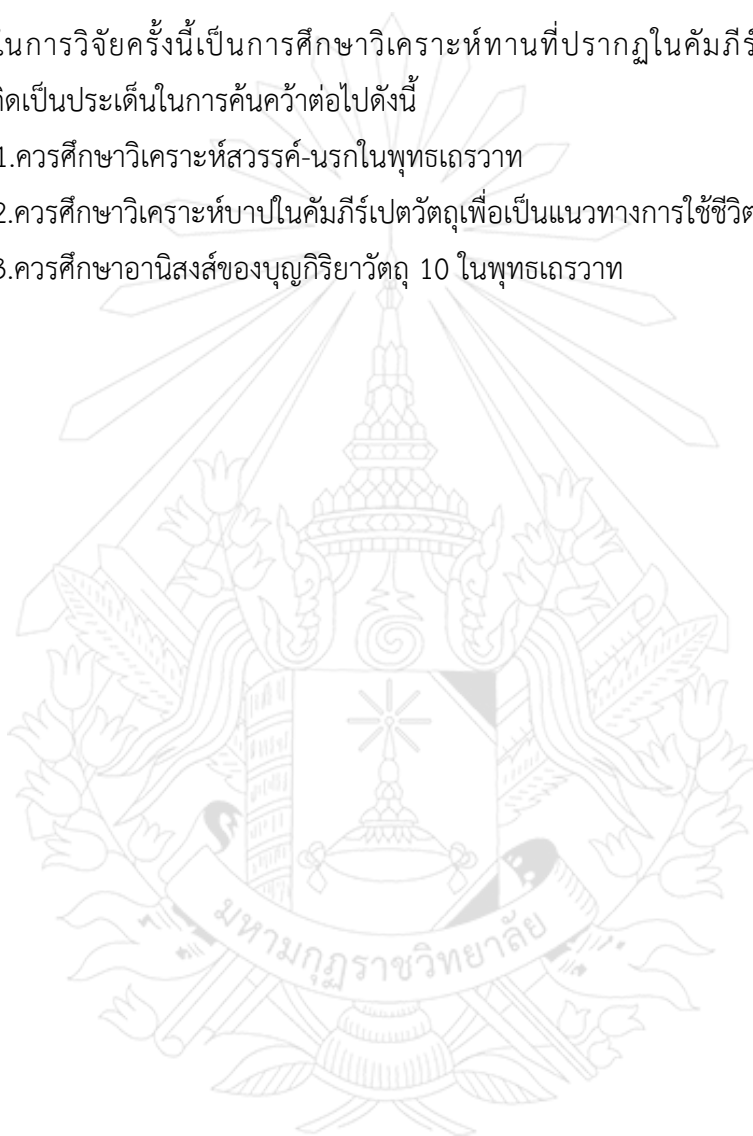 ในการวิจัยครั้งนี้เป็นการศึกษาวิเคราะห์ทานที่ปรากฏในคัมภีร์
คิดเป็นประเด็นในการค้นคว้าต่อไปดังนี้
1.ควรศึกษาวิเคราะห์สวรรค์-นรกในพุทธเถรวาท
2.ควรศึกษาวิเคราะห์บาปในคัมภีร์เปตวัตถุเพื่อเป็นแนวทางการใช้ชีวิต
3.ควรศึกษาอานิสงส์ของบุญกิริยาวัตถุ 10 ในพุทธเถรวาท
มหามกุฏราชวิทยาลัย